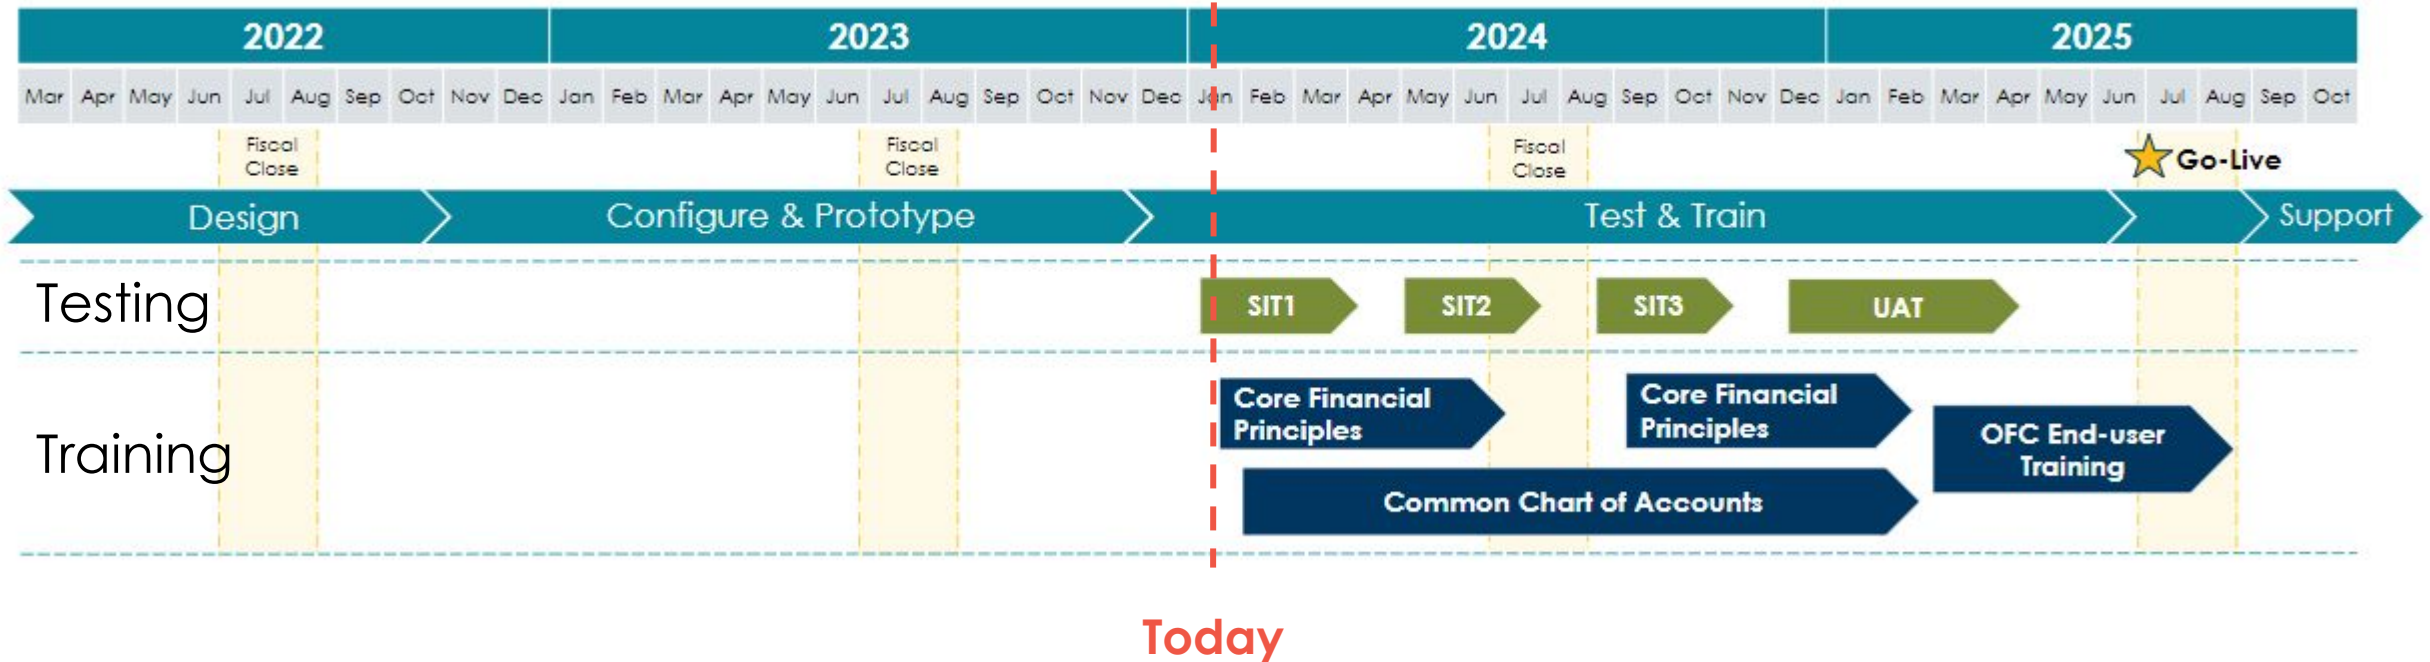 2022 2023 2024 2025
Mar Apr May Jun Jul Aug Sep Oct Nov Dec Jan Feb Mar Apr May Jun Jul Aug Sep Oct Nov Dec Jan Feb Mar Apr May Jun Jul Aug Sep Oct Nov Dec Jan Feb Mar Apr May Jun Jul Aug Sep Oct
Fiscal
Close
Fiscal
Close
Fiscal
Close
Go-Live
Design Configure & Prototype Test & Train Support
Testing SIT1 SIT2 SIT3 UAT
Training
Core Financial
Principles
Core Financial
Principles
OFC End-user
Training
Common Chart of Accounts
Today